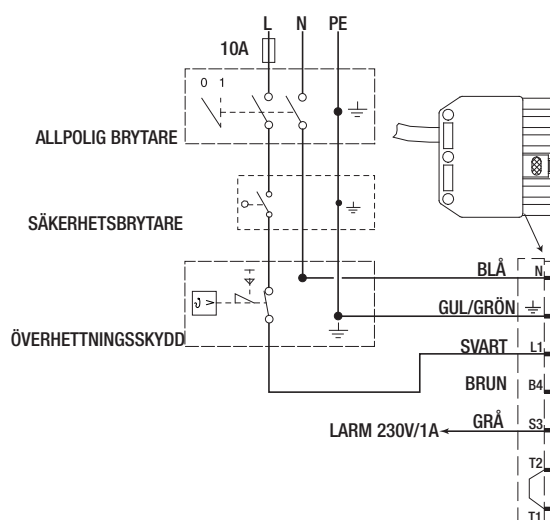 L N PE
10A
0 1
ALLPOLIG BRYTARE
SÄKERHETSBRYTARE
BLÅ N
GUL/GRÖN
ϑ >
ÖVERHETTNINGSSKYDD
SVART L1
BRUN B4
LARM 230V/1A GRÅ S3
T2
T1